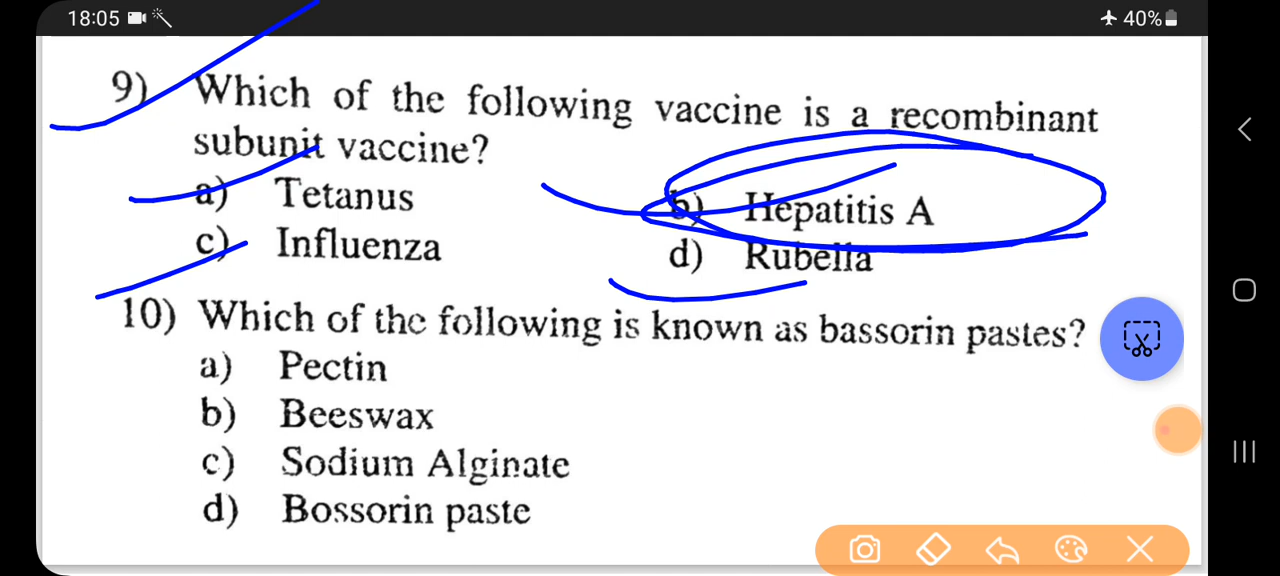 18:05 40%
9) Which of the following vaccine is a recombinant
subunit vaccine?
a) Tetanus b) Hepatitis A
c) Influenza d) Rubella
10) Which of the following is known as bassorin pastes?
a) Pectin
b) Beeswax
c) Sodium Alginate
d) Bossorin paste